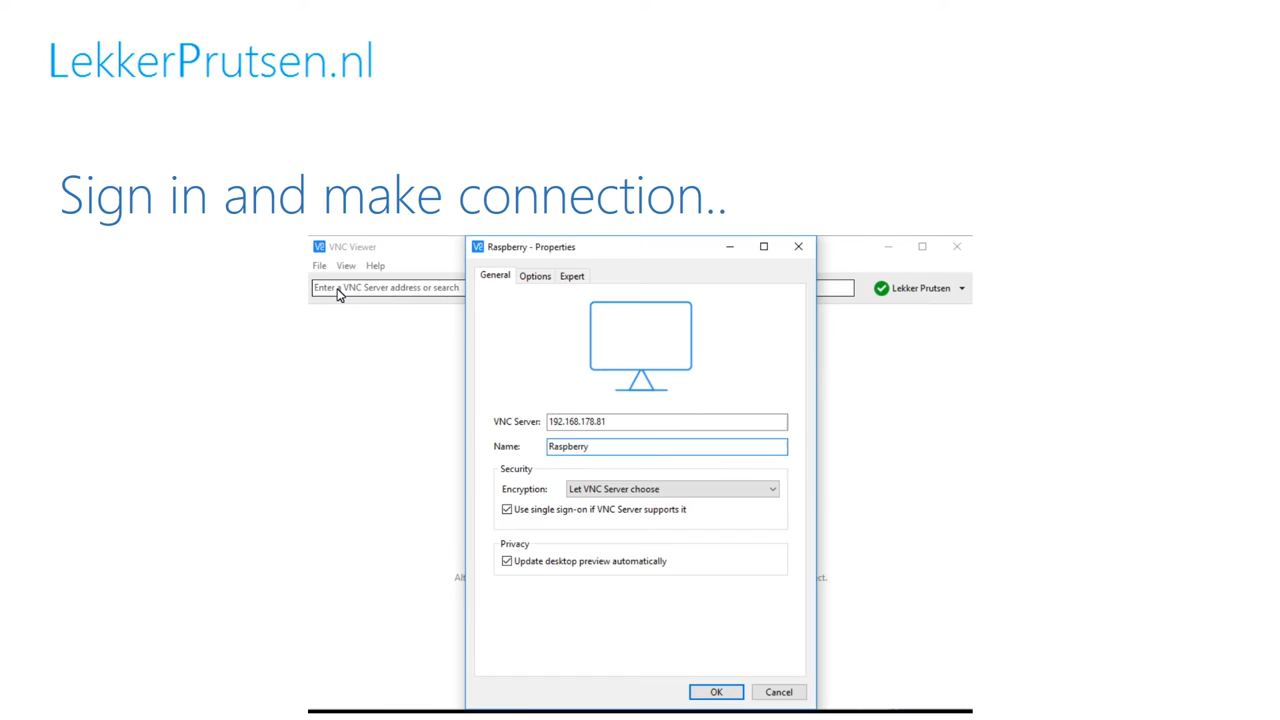 LekkerPrutsen.nl
Sign in and make connection..
VNC Viewer
File View Help
Enter a VNC Server address or search
Lekker Prutsen
Raspberry - Properties
General Options Expert
VNC Server: 192.168.178.81
Name: Raspberry
Security
Encryption: Let VNC Server choose
Use single sign-on if VNC Server supports it
Privacy
Update desktop preview automatically
OK Cancel